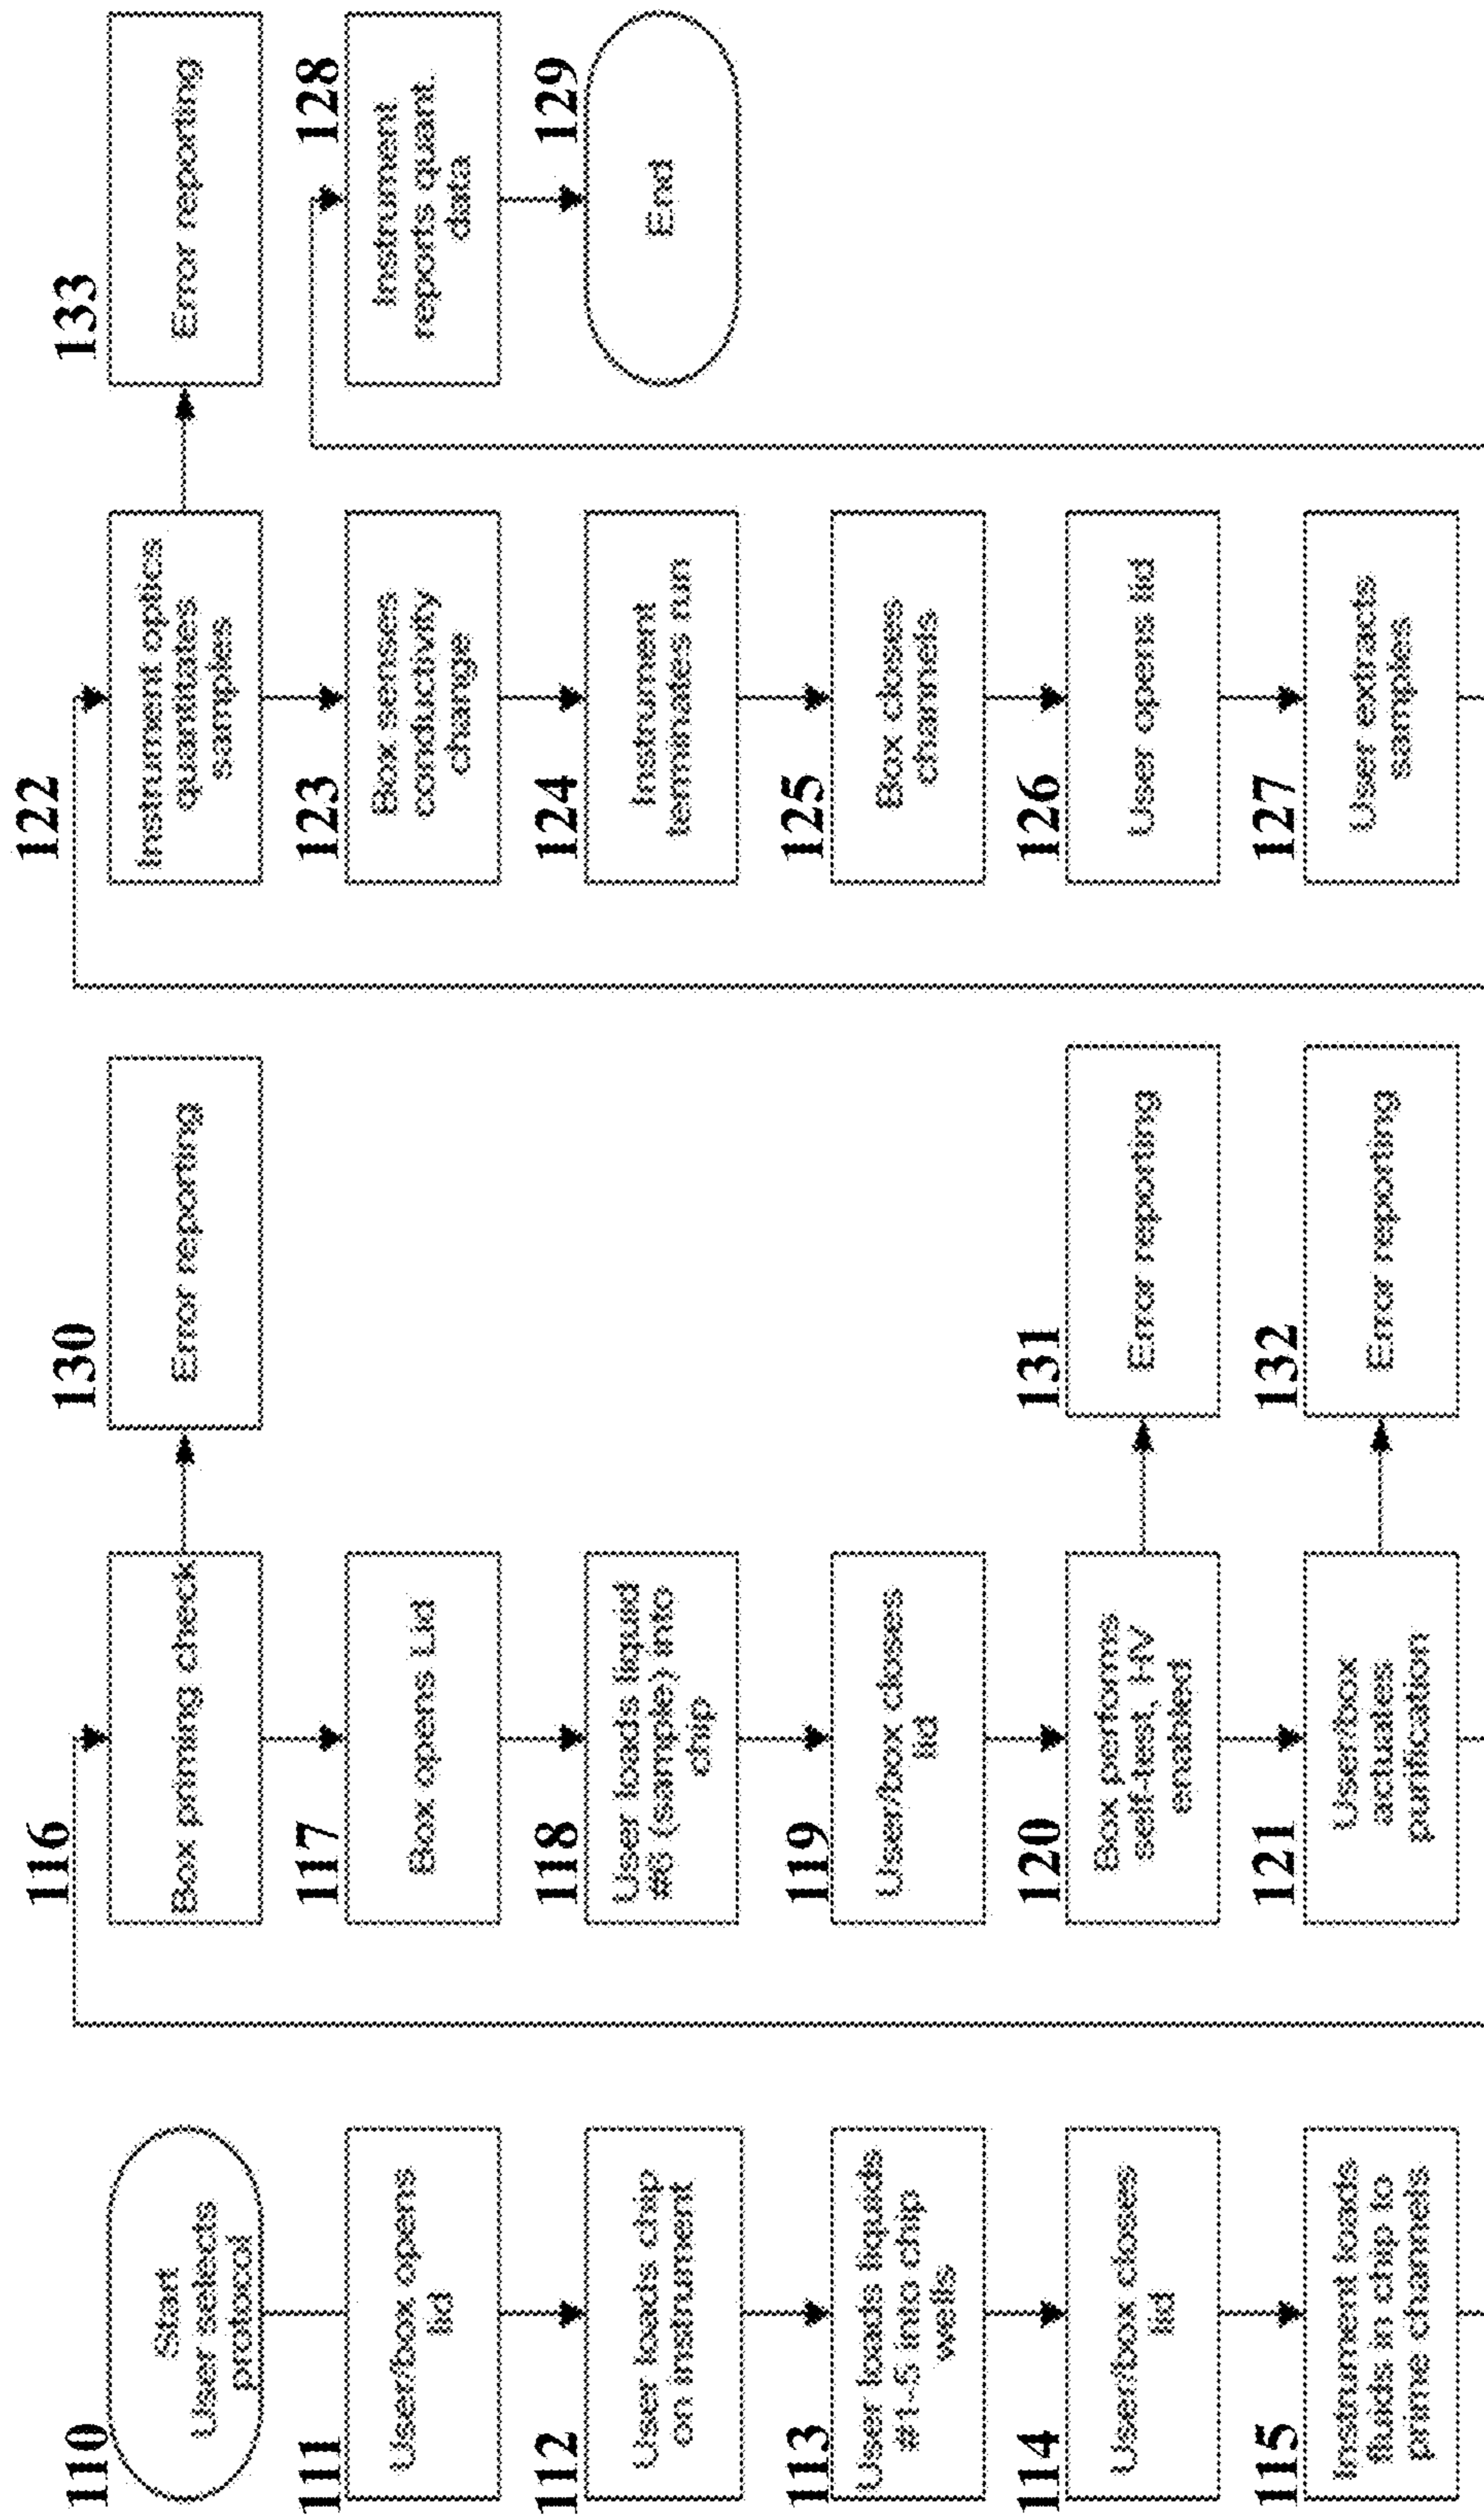 110
Start
User selects
protocol
111
User/box opens
lid
112
User loads chip
on instrument
113
User loads liquids
#1-5 into chip
wells
114
User/box closes
lid
115
Instrument loads
fluids in chip to
prime channels
116
Box priming check
130
Error reporting
117
Box opens Lid
118
User loads liquid
#6 (sample) into
chip
119
User/box closes
lid
120
Box performs
self-test, HV
enabled
131
Error reporting
121
User/box
actuates
purification
132
Error reporting
122
Instrument optics
quantitates
samples
133
Error reporting
123
Box senses
conductivity
change
124
Instrument
terminates run
125
Box closes
channels
126
User opens lid
127
User extracts
samples
128
Instrument
reports quant.
data
129
End